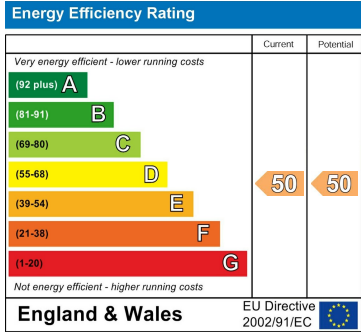 Energy Efficiency Rating
Current Potential
Very energy efficient - lower running costs
(92 plus) A
(81-91) B
(69-80) C
(55-68) D
(39-54) E
50 50
(21-38) F
(1-20) G
Not energy efficient - higher running costs
England & Wales
EU Directive
2002/91/EC